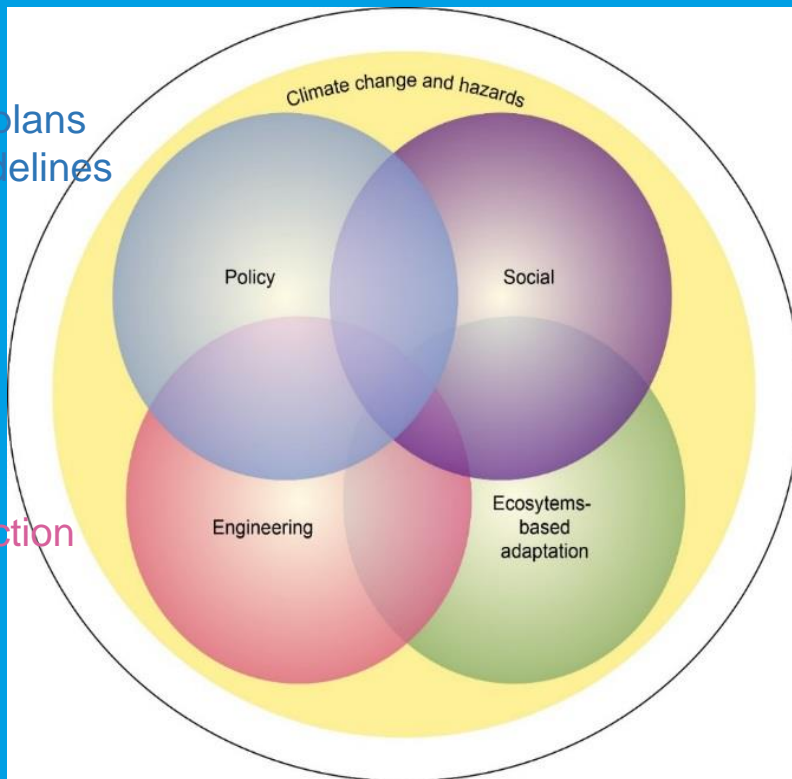 Climate change and hazards
plans
delines
Policy
Social
Engineering
Ecosytems-
based
adaptation
ction